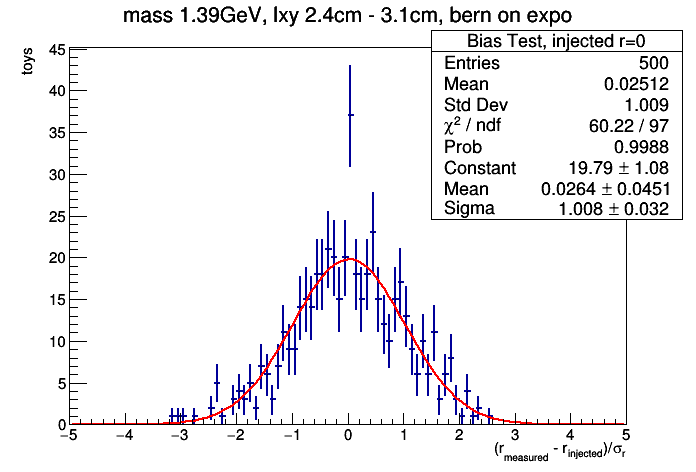 mass 1.39GeV, lxy 2.4cm - 3.1cm, bern on expo
Bias Test, injected r=0
Entries 500
Mean 0.02512
Std Dev 1.009
χ² / ndf 60.22 / 97
Prob 0.9988
Constant 19.79 ± 1.08
Mean 0.0264 ± 0.0451
Sigma 1.008 ± 0.032
toys
45
40
35
30
25
20
15
10
5
0
−5 −4 −3 −2 −1 0 1 2 3 4 5
(r_measured - r_injected)/σ_r